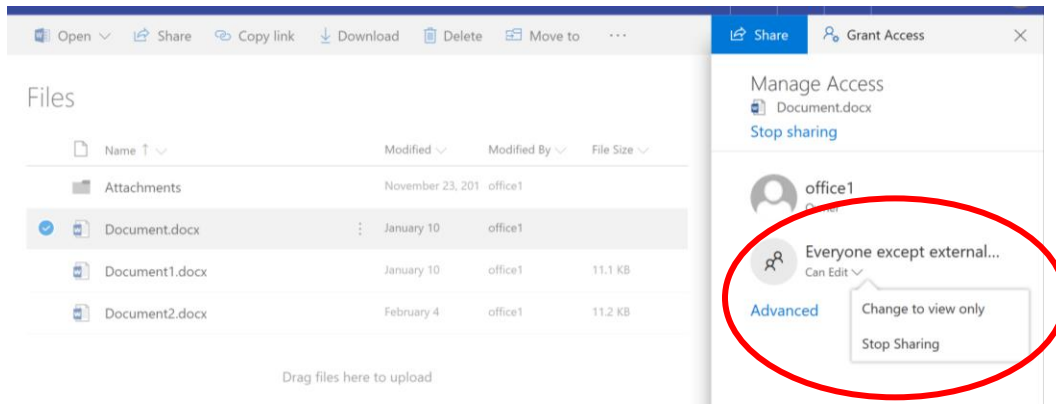 Open Share Copy link Download Delete Move to ...
Share Grant Access
Files
Manage Access
Document.docx
Stop sharing
Name Modified Modified By File Size
Attachments November 23, 201 office1
Document.docx January 10 office1
Document1.docx January 10 office1 11.1 KB
Document2.docx February 4 office1 11.2 KB
Drag files here to upload
office1
Owner
Everyone except external...
Can Edit
Advanced
Change to view only
Stop Sharing